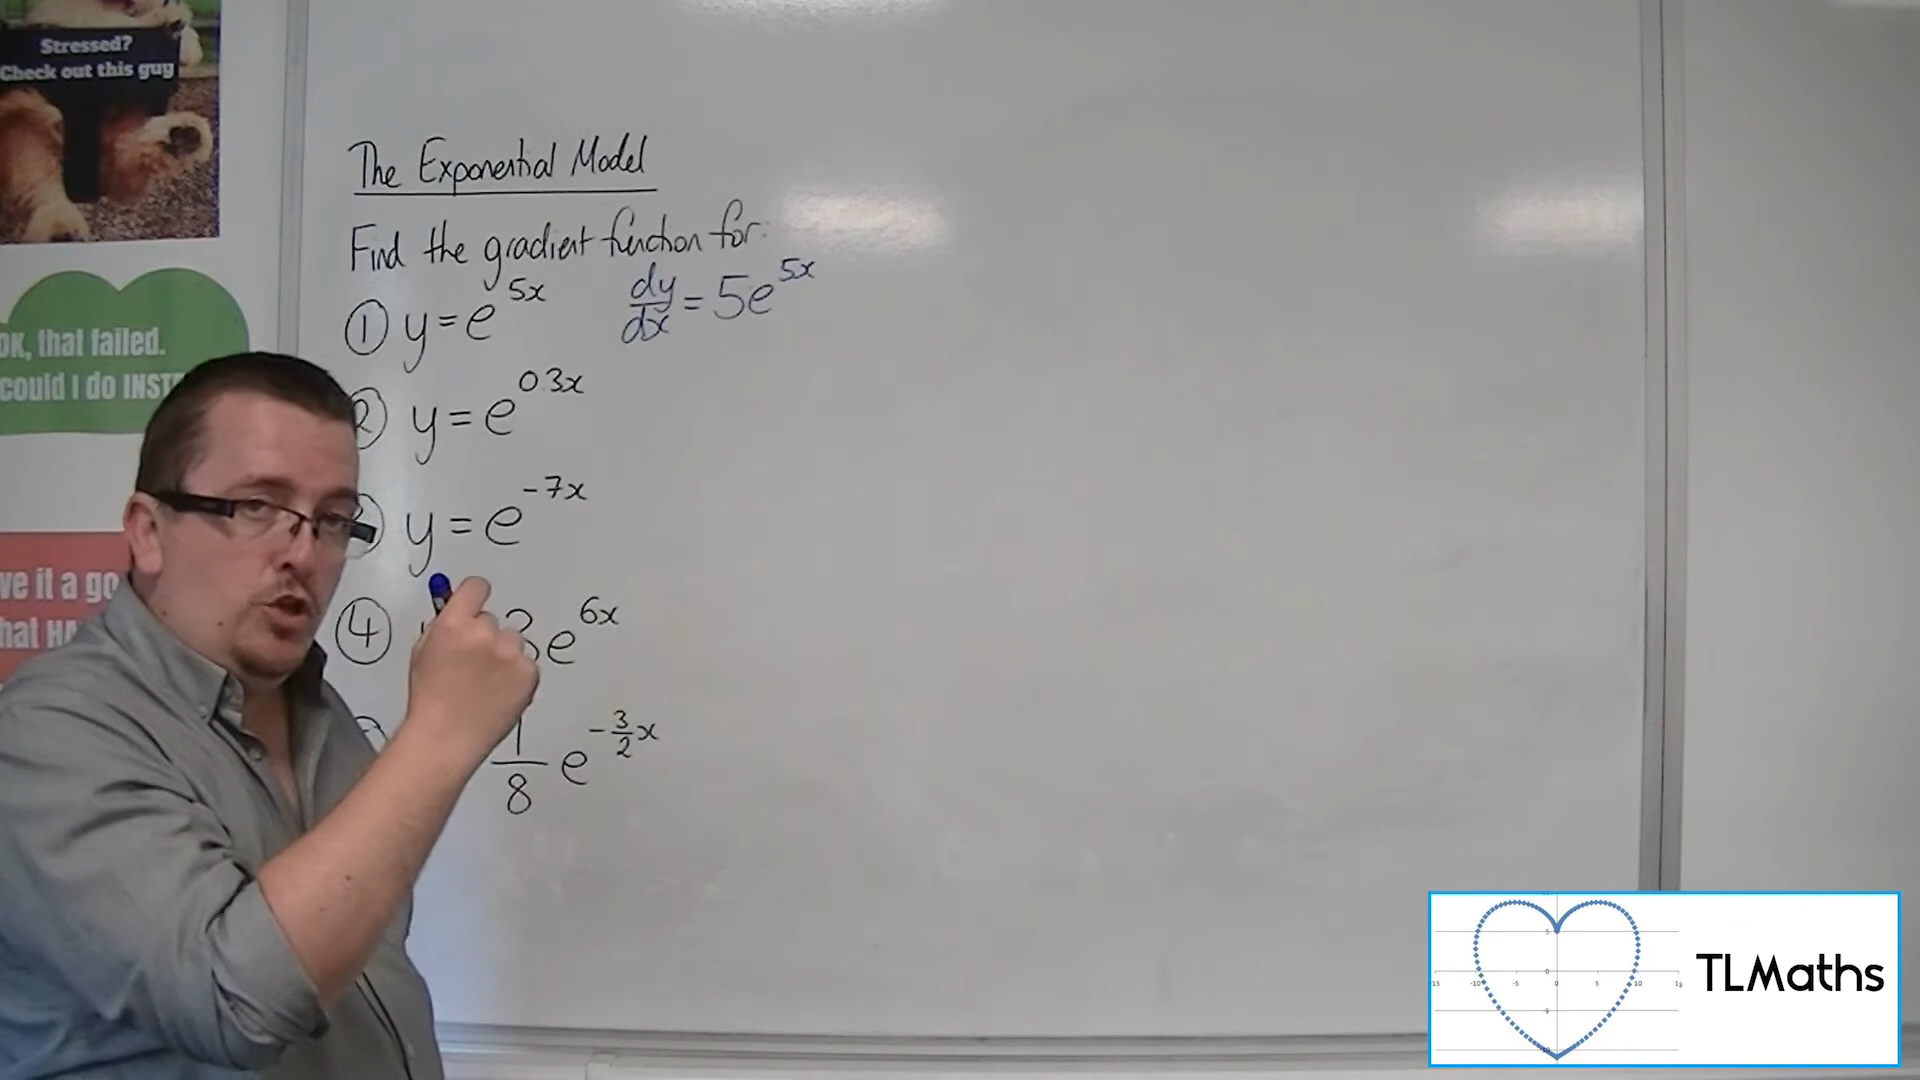 Stressed?
Check out this guy
The Exponential Model
Find the gradient function for:
① y=e^5x dy/dx = 5e^5x
OK, that failed.
could I do INST
② y=e^0.3x
③ y=e^-7x
ve it a go
hat HA
④ 3e^6x
1/8 e^-3/2x
TLMaths